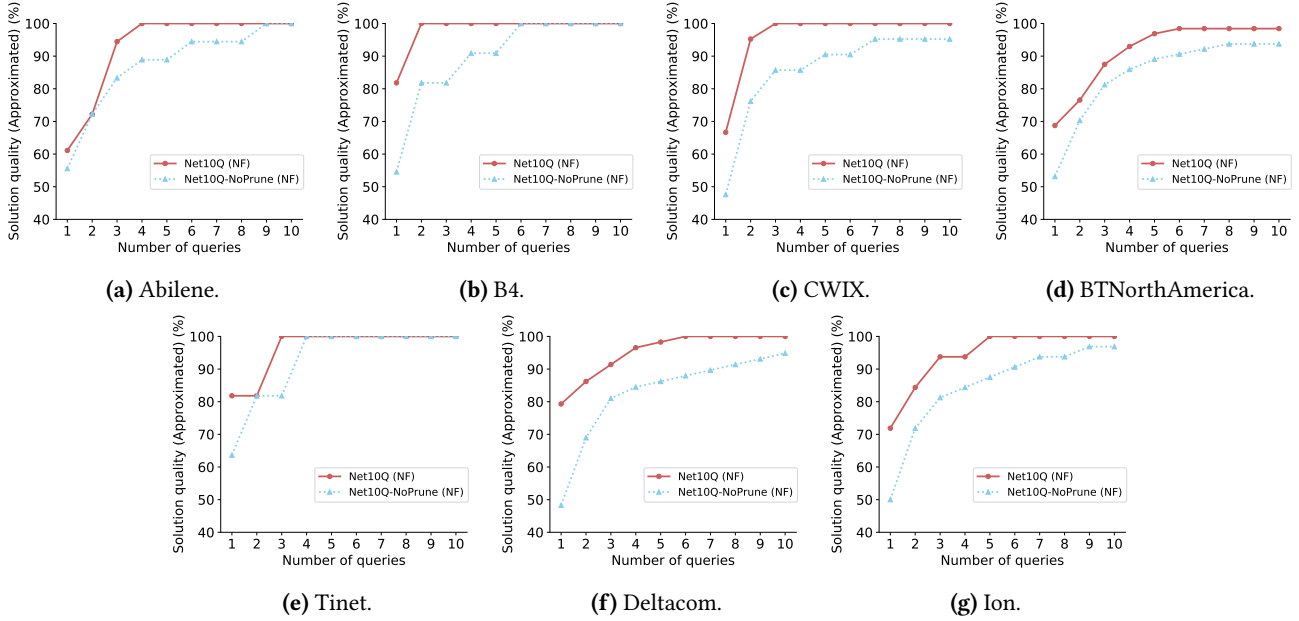 Solution quality (Approximated) (%)
100
90
80
70
60
50
40
Net10Q (NF)
Net10Q-NoPrune (NF)
1 2 3 4 5 6 7 8 9 10
Number of queries
(a) Abilene.
Solution quality (Approximated) (%)
100
90
80
70
60
50
40
Net10Q (NF)
Net10Q-NoPrune (NF)
1 2 3 4 5 6 7 8 9 10
Number of queries
(b) B4.
Solution quality (Approximated) (%)
100
90
80
70
60
50
40
Net10Q (NF)
Net10Q-NoPrune (NF)
1 2 3 4 5 6 7 8 9 10
Number of queries
(c) CWIX.
Solution quality (Approximated) (%)
100
90
80
70
60
50
40
Net10Q (NF)
Net10Q-NoPrune (NF)
1 2 3 4 5 6 7 8 9 10
Number of queries
(d) BTNorthAmerica.
Solution quality (Approximated) (%)
100
90
80
70
60
50
40
Net10Q (NF)
Net10Q-NoPrune (NF)
1 2 3 4 5 6 7 8 9 10
Number of queries
(e) Tinet.
Solution quality (Approximated) (%)
100
90
80
70
60
50
40
Net10Q (NF)
Net10Q-NoPrune (NF)
1 2 3 4 5 6 7 8 9 10
Number of queries
(f) Deltacom.
Solution quality (Approximated) (%)
100
90
80
70
60
50
40
Net10Q (NF)
Net10Q-NoPrune (NF)
1 2 3 4 5 6 7 8 9 10
Number of queries
(g) Ion.